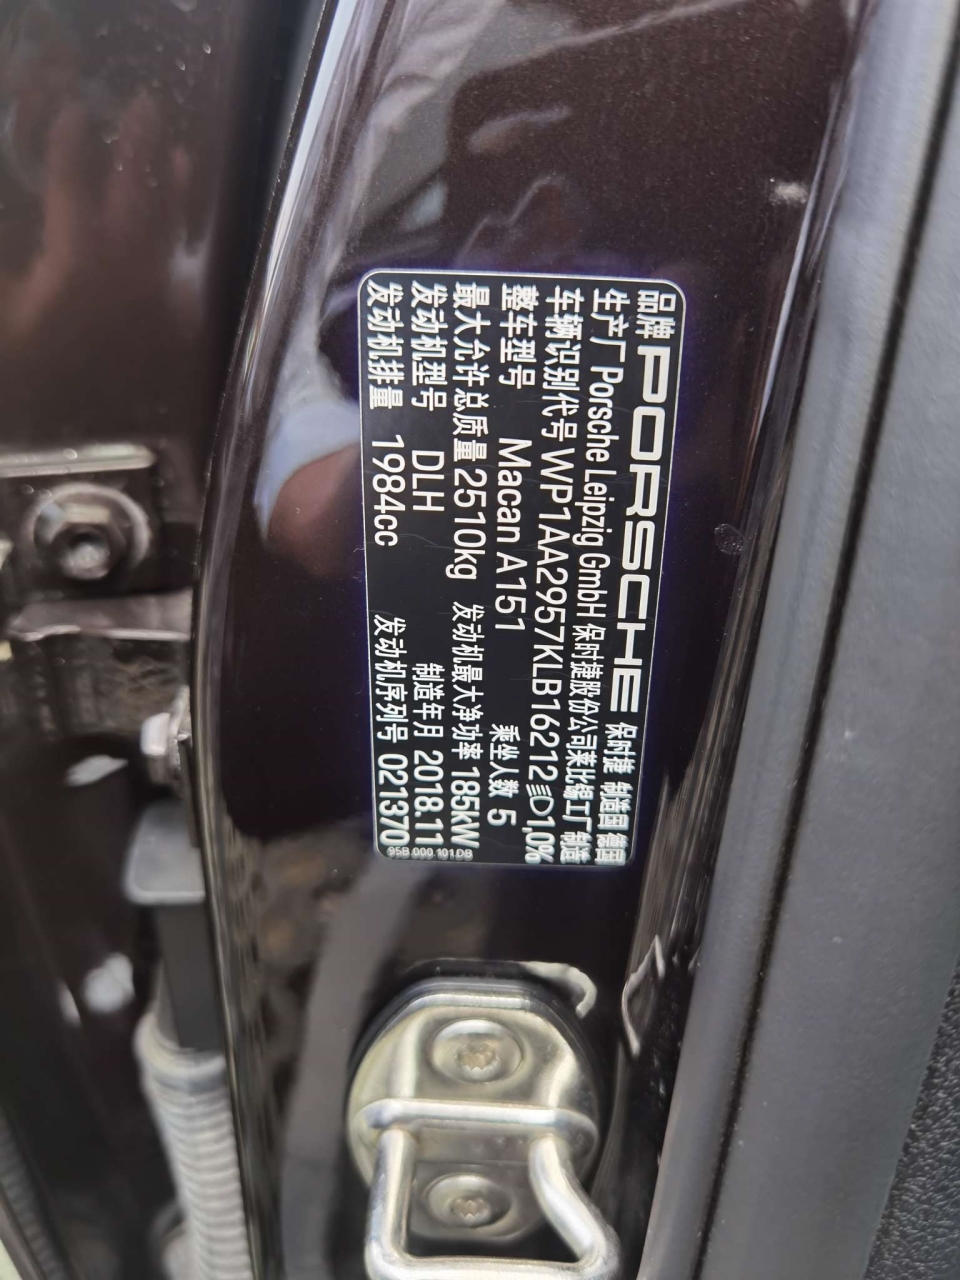 品牌 PORSCHE 保时捷 制造国 德国
生产厂 Porsche Leipzig GmbH 保时捷股份公司莱比锡工厂 制造
车辆识别代号 WP1AA2957KLB16212 D1,0%
整车型号 Macan A151 乘坐人数 5
最大允许总质量 2510kg 发动机最大净功率 185kW
发动机型号 DLH 制造年月 2018.11
发动机排量 1984cc 发动机序列号 021370
95B.000.101.DB